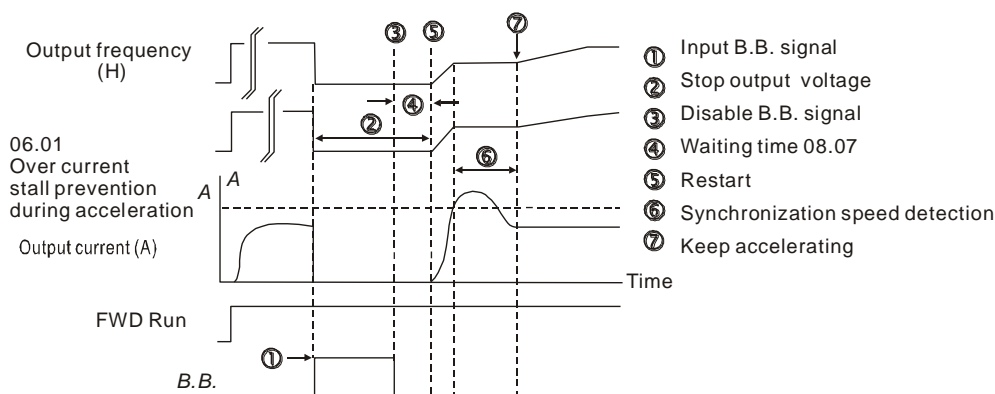 Output frequency
(H)
06.01
Over current
stall prevention
during acceleration
Output current (A)
A
A
FWD Run
B.B.
Time
①
②
③
④
⑤
⑥
⑦
① Input B.B. signal
② Stop output voltage
③ Disable B.B. signal
④ Waiting time 08.07
⑤ Restart
⑥ Synchronization speed detection
⑦ Keep accelerating